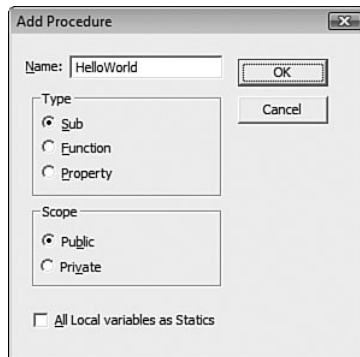 Add Procedure
Name: HelloWorld
OK
Cancel
Type
Sub
Function
Property
Scope
Public
Private
All Local variables as Statics